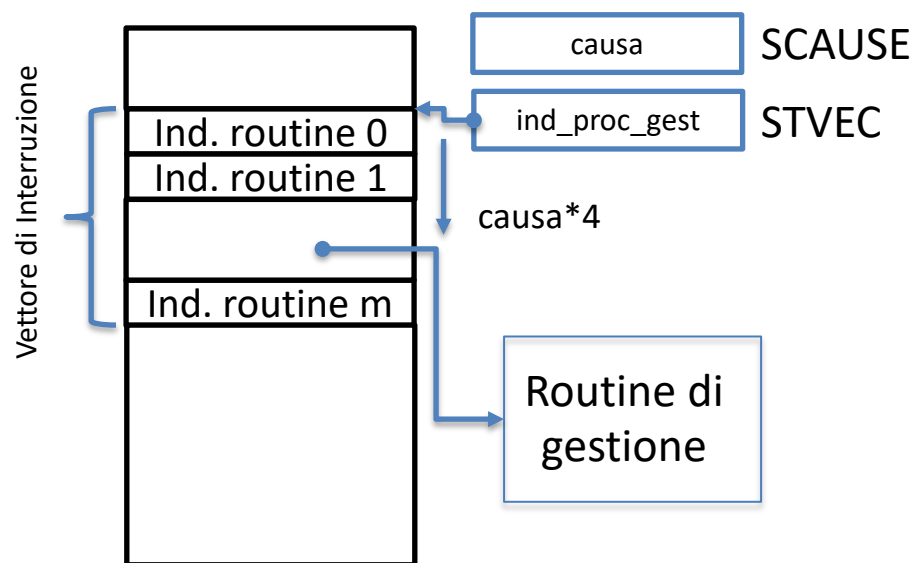 causa
SCAUSE
ind_proc_gest
STVEC
Vettore di Interruzione
Ind. routine 0
Ind. routine 1
causa*4
Ind. routine m
Routine di
gestione